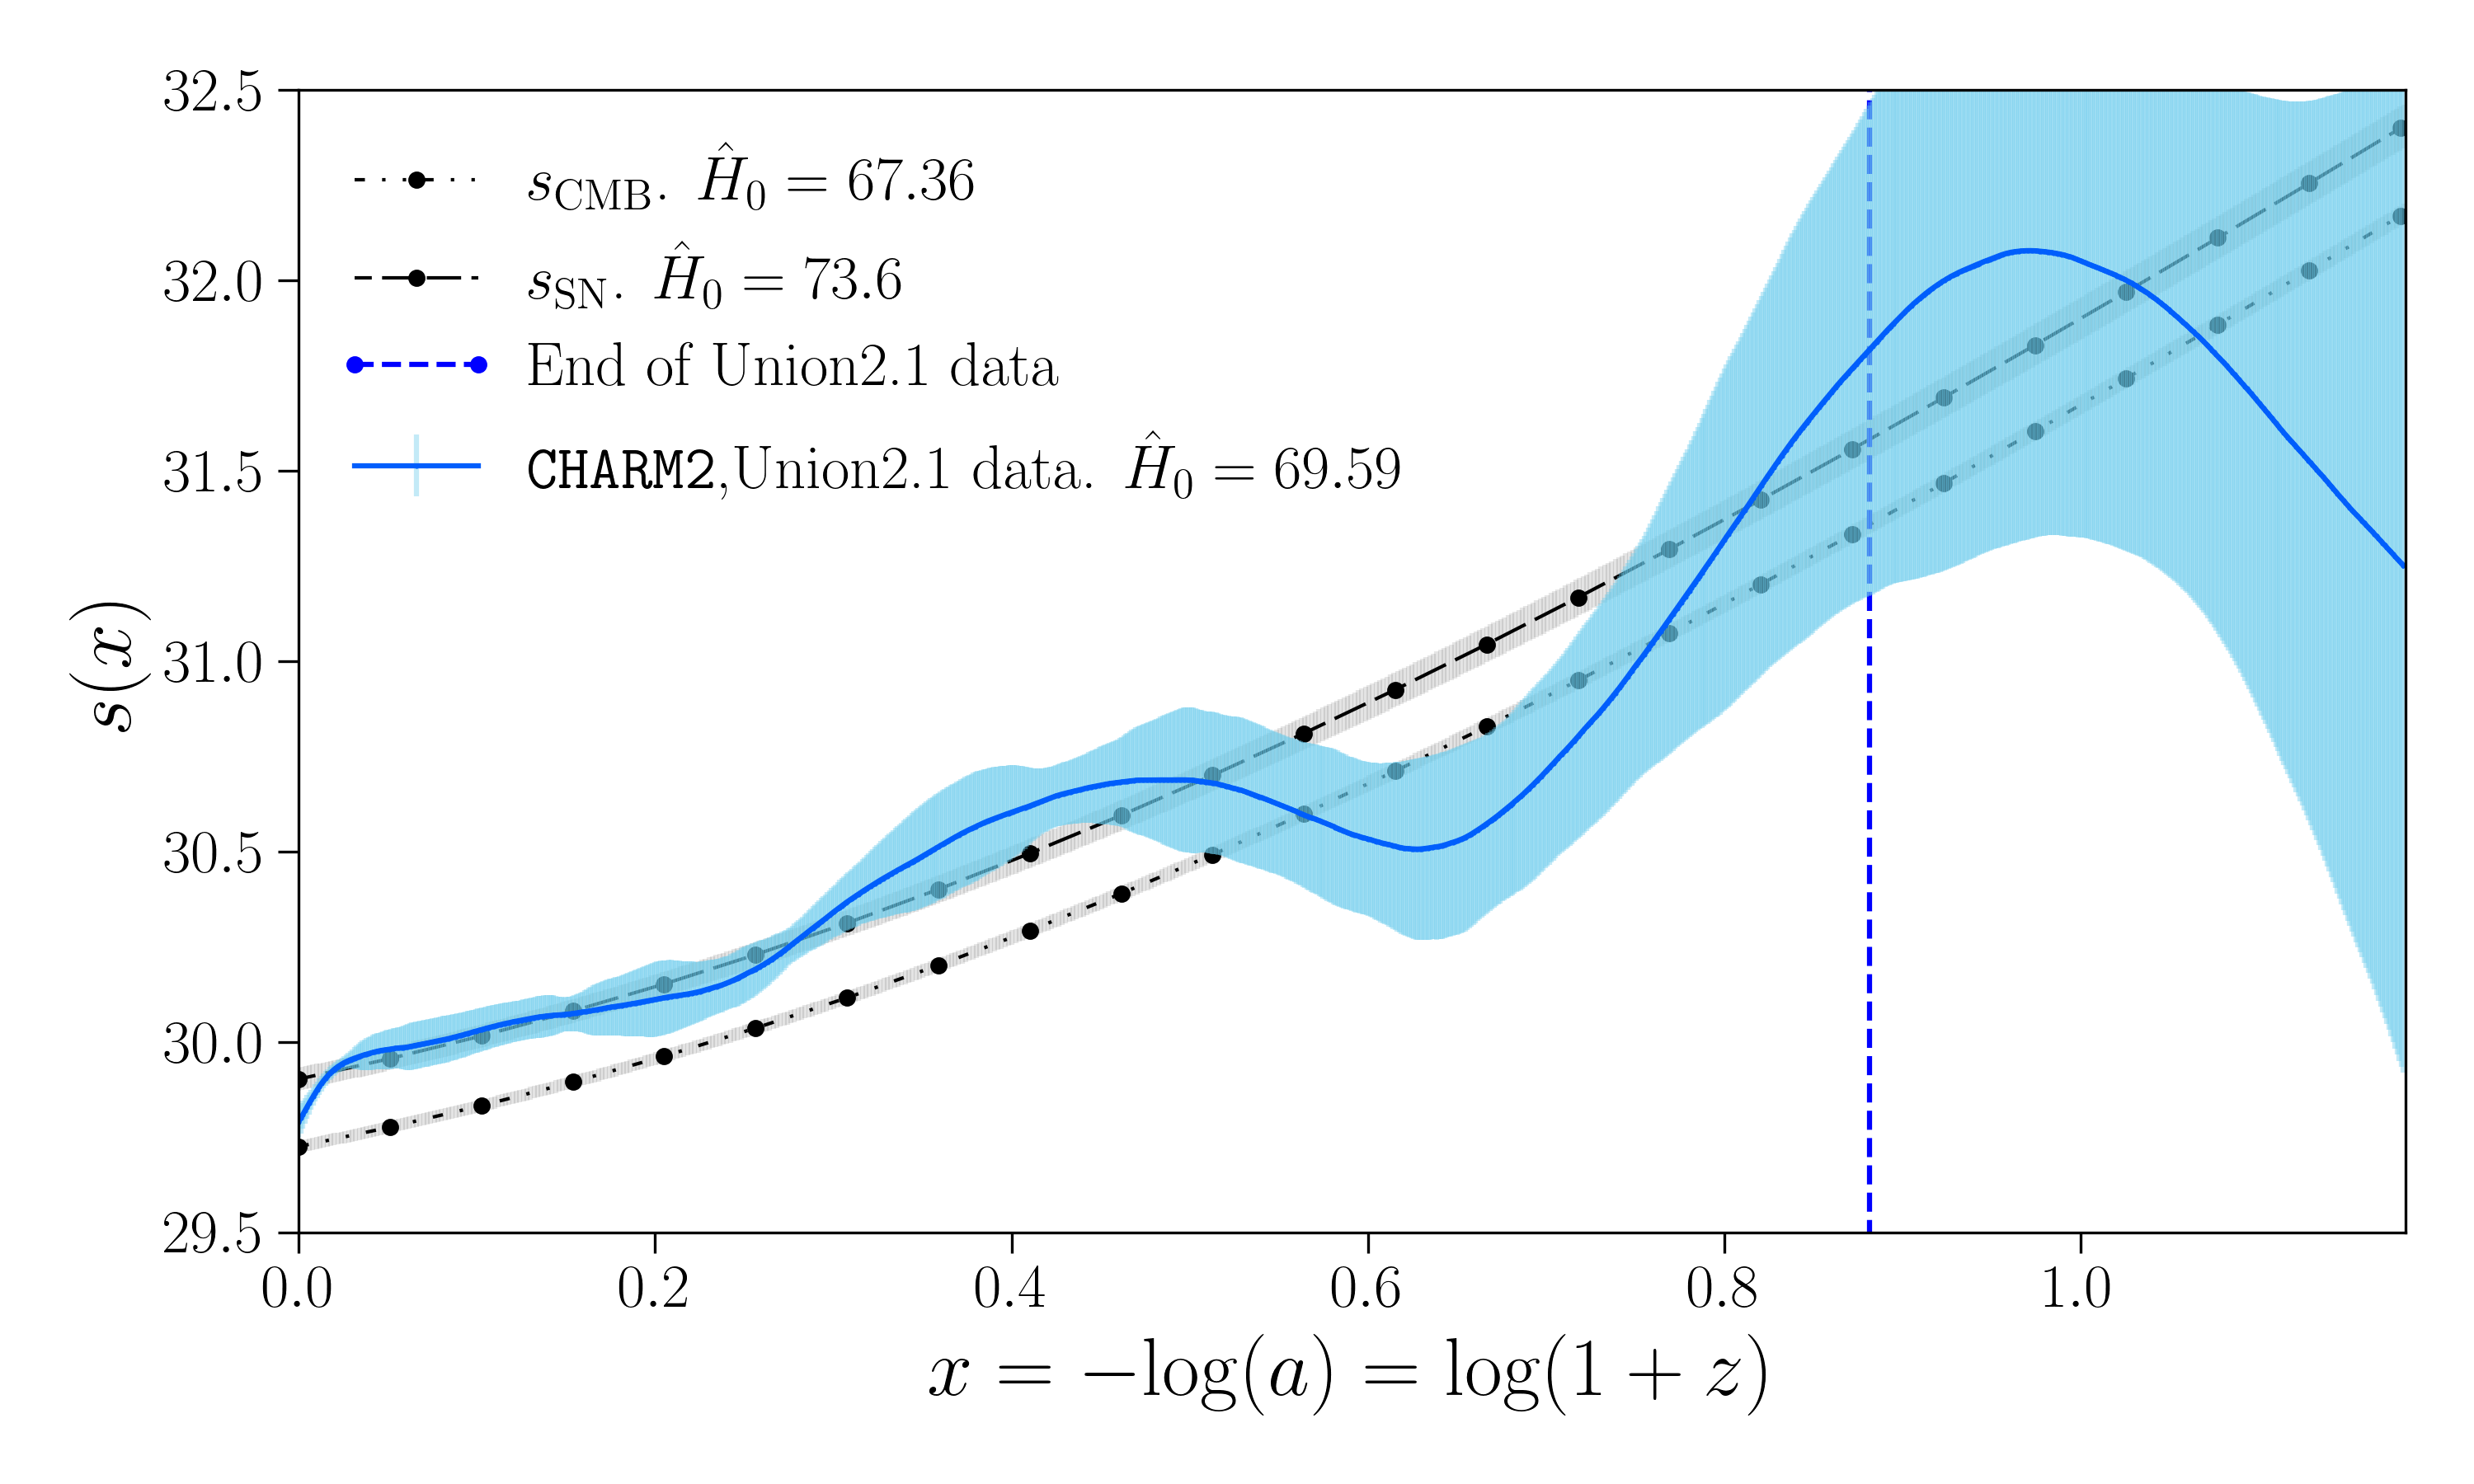 32.5
32.0
31.5
31.0
30.5
30.0
29.5
s(x)
s_CMB. Ĥ_0 = 67.36
s_SN. Ĥ_0 = 73.6
End of Union2.1 data
CHARM2,Union2.1 data. Ĥ_0 = 69.59
0.0 0.2 0.4 0.6 0.8 1.0
x = −log(a) = log(1 + z)